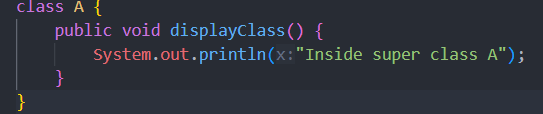 class A {
    public void displayClass() {
        System.out.println(x:"Inside super class A");
    }
}